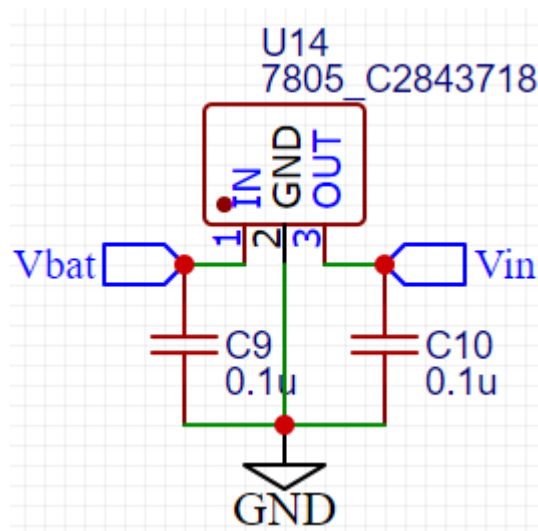 U14
7805_C2843718
IN
GND
OUT
1
2
3
Vbat
Vin
C9
0.1u
C10
0.1u
GND